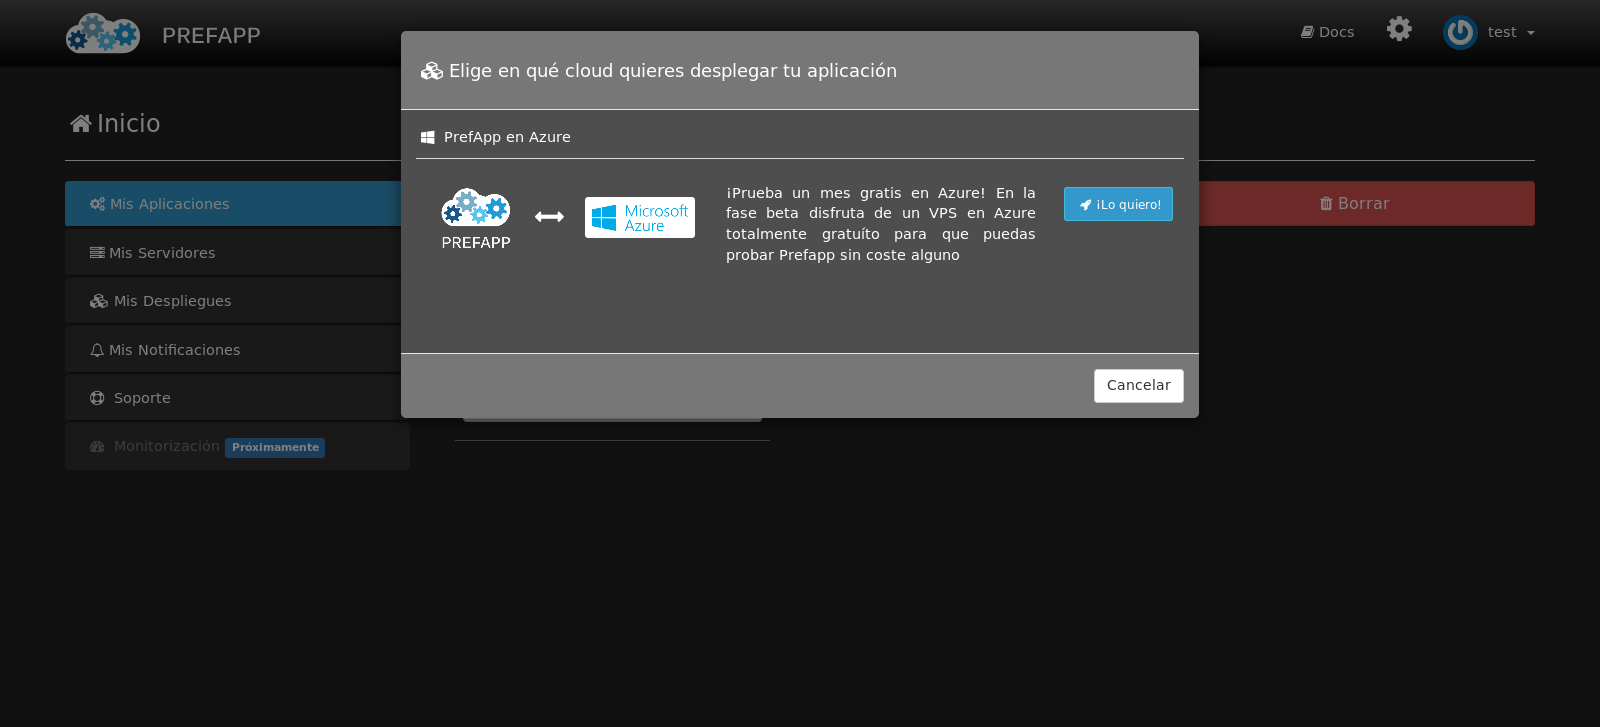 PREFAPP
Docs
test
Elige en qué cloud quieres desplegar tu aplicación
Inicio
PrefApp en Azure
Mis Aplicaciones
Mis Servidores
Mis Despliegues
Mis Notificaciones
Soporte
Monitorización Próximamente
PREFAPP
Microsoft
Azure
¡Prueba un mes gratis en Azure! En la
fase beta disfruta de un VPS en Azure
totalmente gratuíto para que puedas
probar Prefapp sin coste alguno
¡Lo quiero!
Borrar
Cancelar